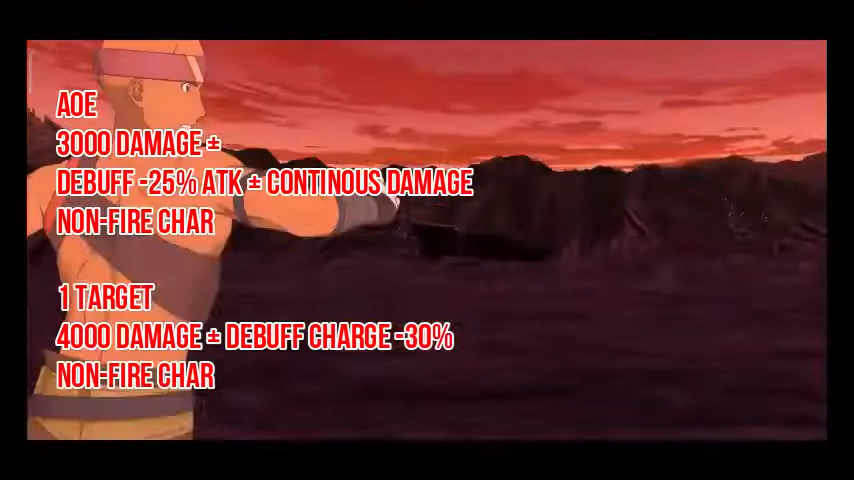 AOE
3000 DAMAGE ±
DEBUFF -25% ATK ± CONTINOUS DAMAGE
NON-FIRE CHAR
1 TARGET
4000 DAMAGE ± DEBUFF CHARGE -30%
NON-FIRE CHAR